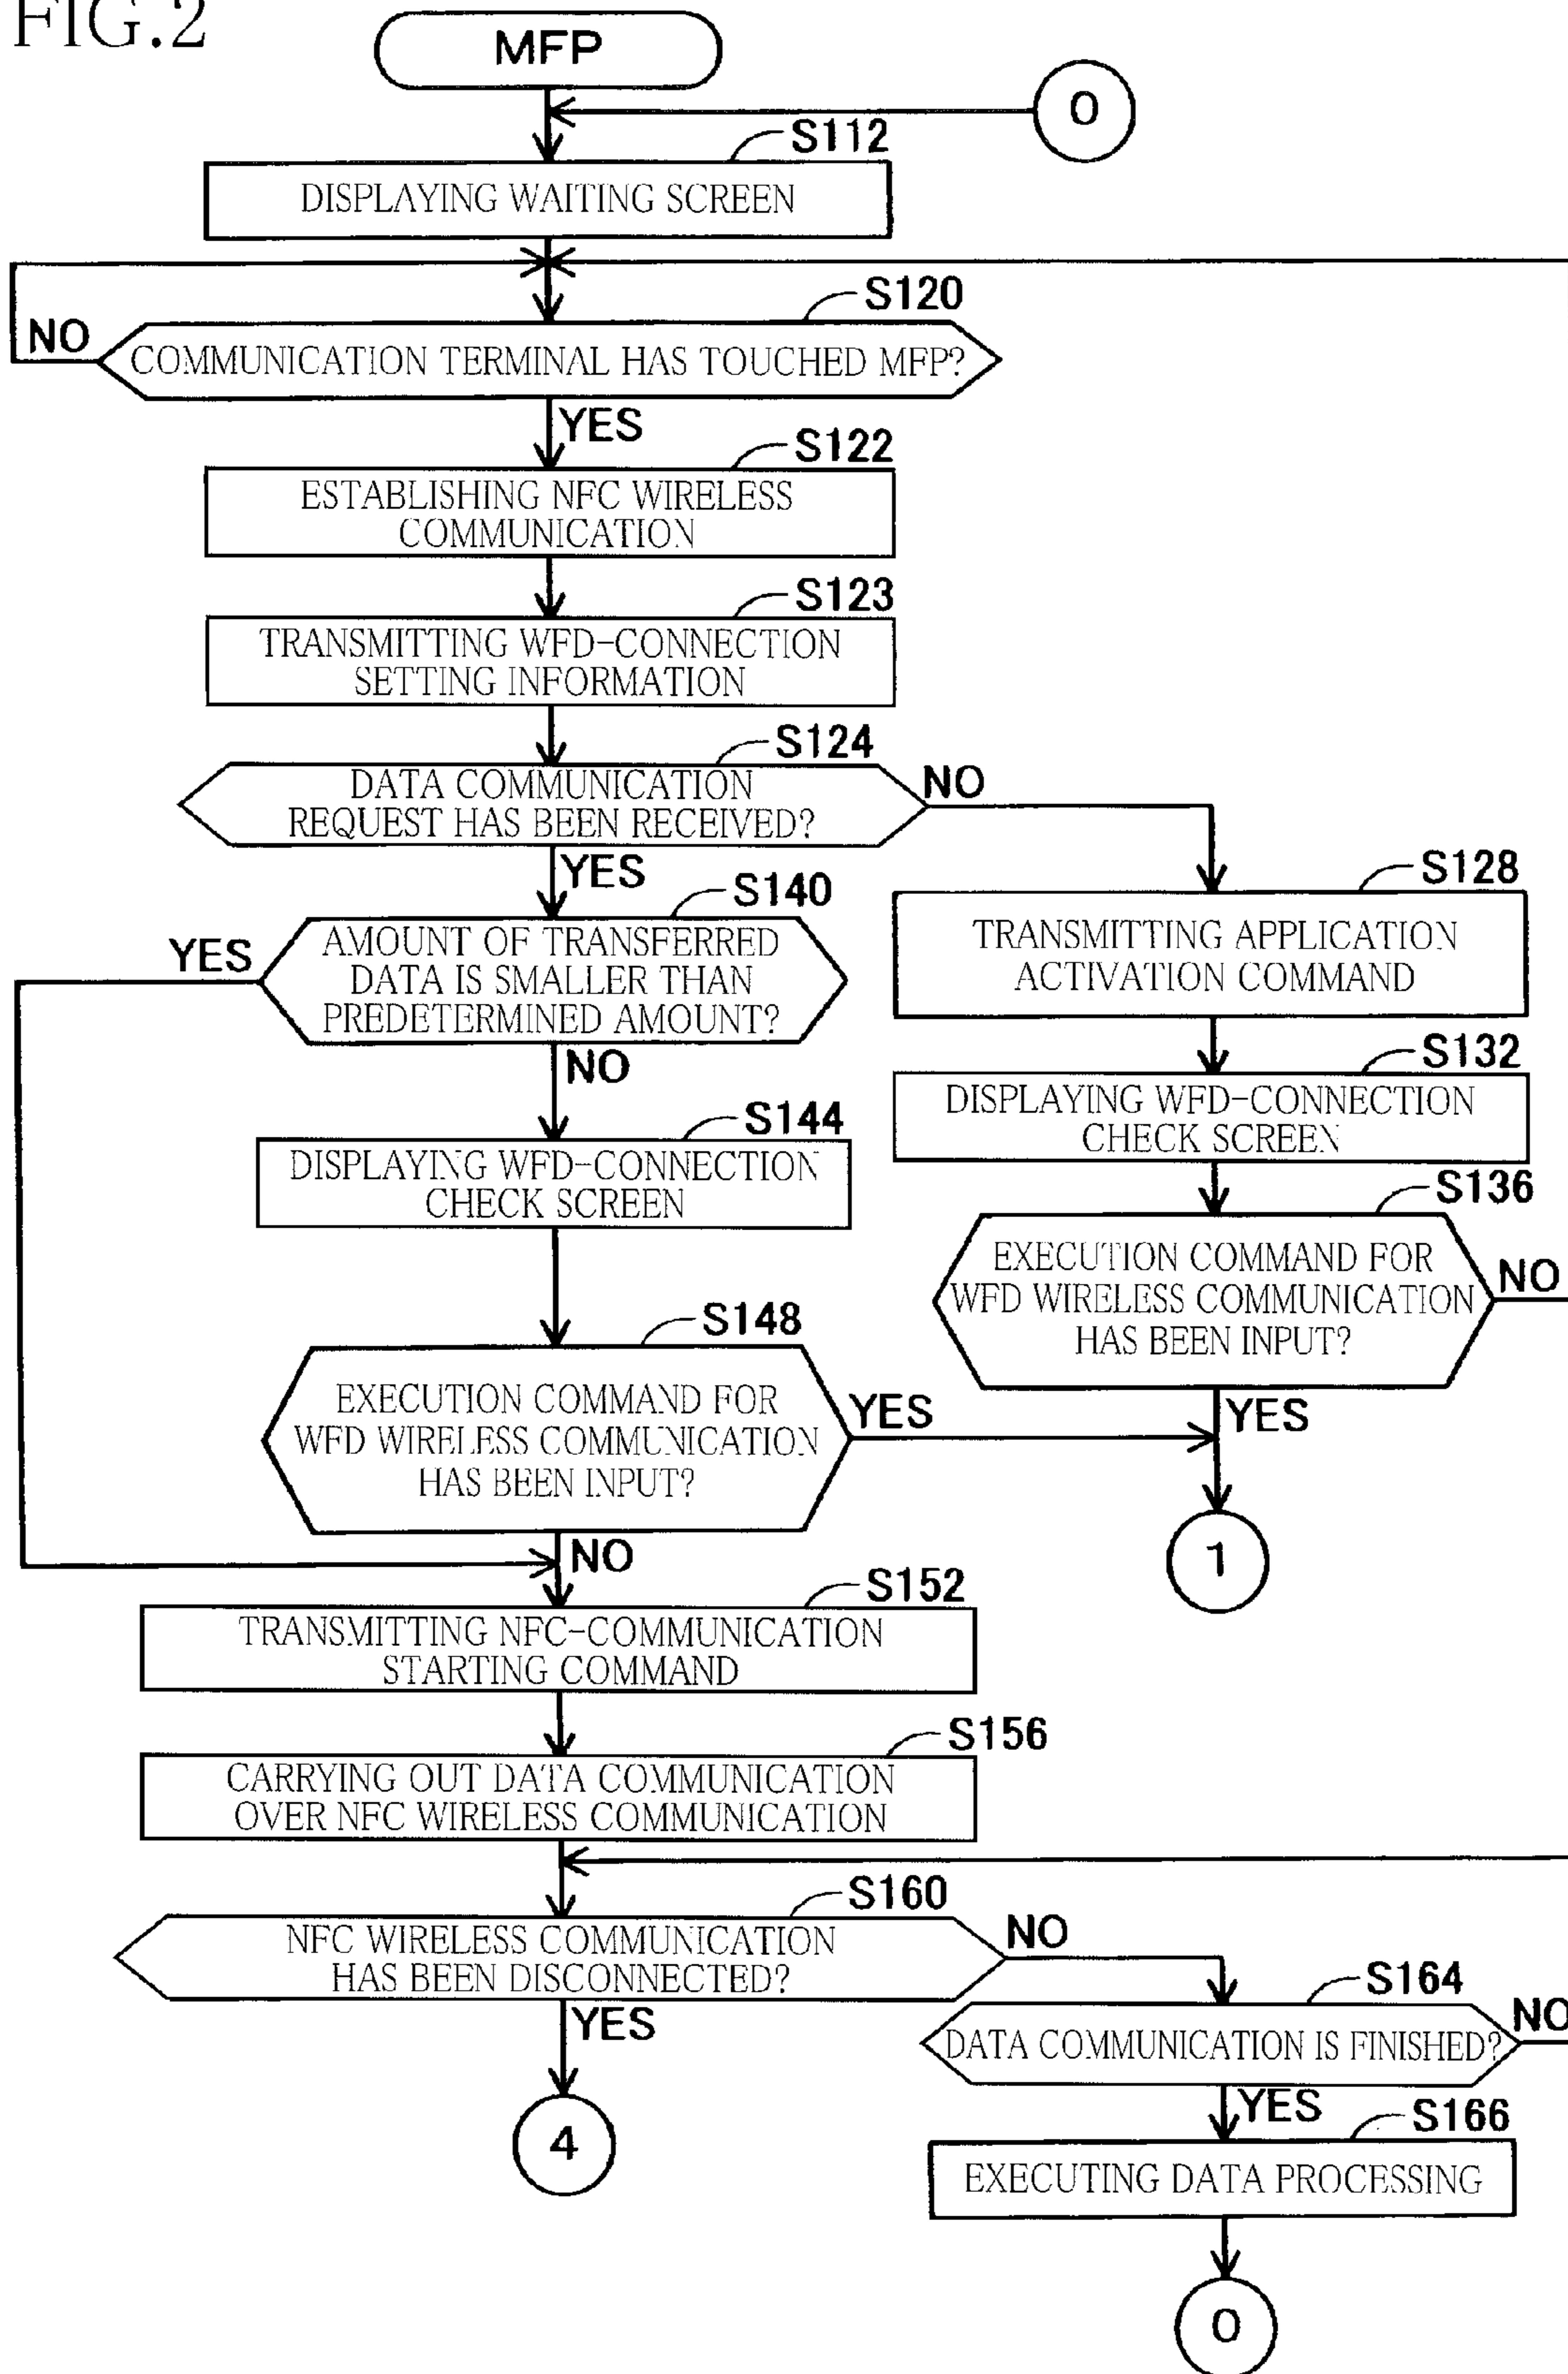 FIG.2
MFP
0
S112
DISPLAYING WAITING SCREEN
S120
NO
COMMUNICATION TERMINAL HAS TOUCHED MFP?
YES
S122
ESTABLISHING NFC WIRELESS
COMMUNICATION
S123
TRANSMITTING WFD-CONNECTION
SETTING INFORMATION
S124
DATA COMMUNICATION
REQUEST HAS BEEN RECEIVED?
NO
YES
S128
TRANSMITTING APPLICATION
ACTIVATION COMMAND
S140
YES
AMOUNT OF TRANSFERRED
DATA IS SMALLER THAN
PREDETERMINED AMOUNT?
NO
S132
DISPLAYING WFD-CONNECTION
CHECK SCREEN
S144
DISPLAYING WFD-CONNECTION
CHECK SCREEN
S136
EXECUTION COMMAND FOR
WFD WIRELESS COMMUNICATION
HAS BEEN INPUT?
NO
YES
S148
EXECUTION COMMAND FOR
WFD WIRELESS COMMUNICATION
HAS BEEN INPUT?
YES
NO
1
S152
TRANSMITTING NFC-COMMUNICATION
STARTING COMMAND
S156
CARRYING OUT DATA COMMUNICATION
OVER NFC WIRELESS COMMUNICATION
S160
NFC WIRELESS COMMUNICATION
HAS BEEN DISCONNECTED?
NO
YES
S164
DATA COMMUNICATION IS FINISHED?
NO
YES
4
S166
EXECUTING DATA PROCESSING
0